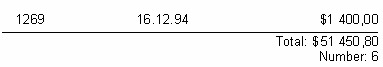 1269 16.12.94 $1 400,00
Total: $51 450,80
Number: 6